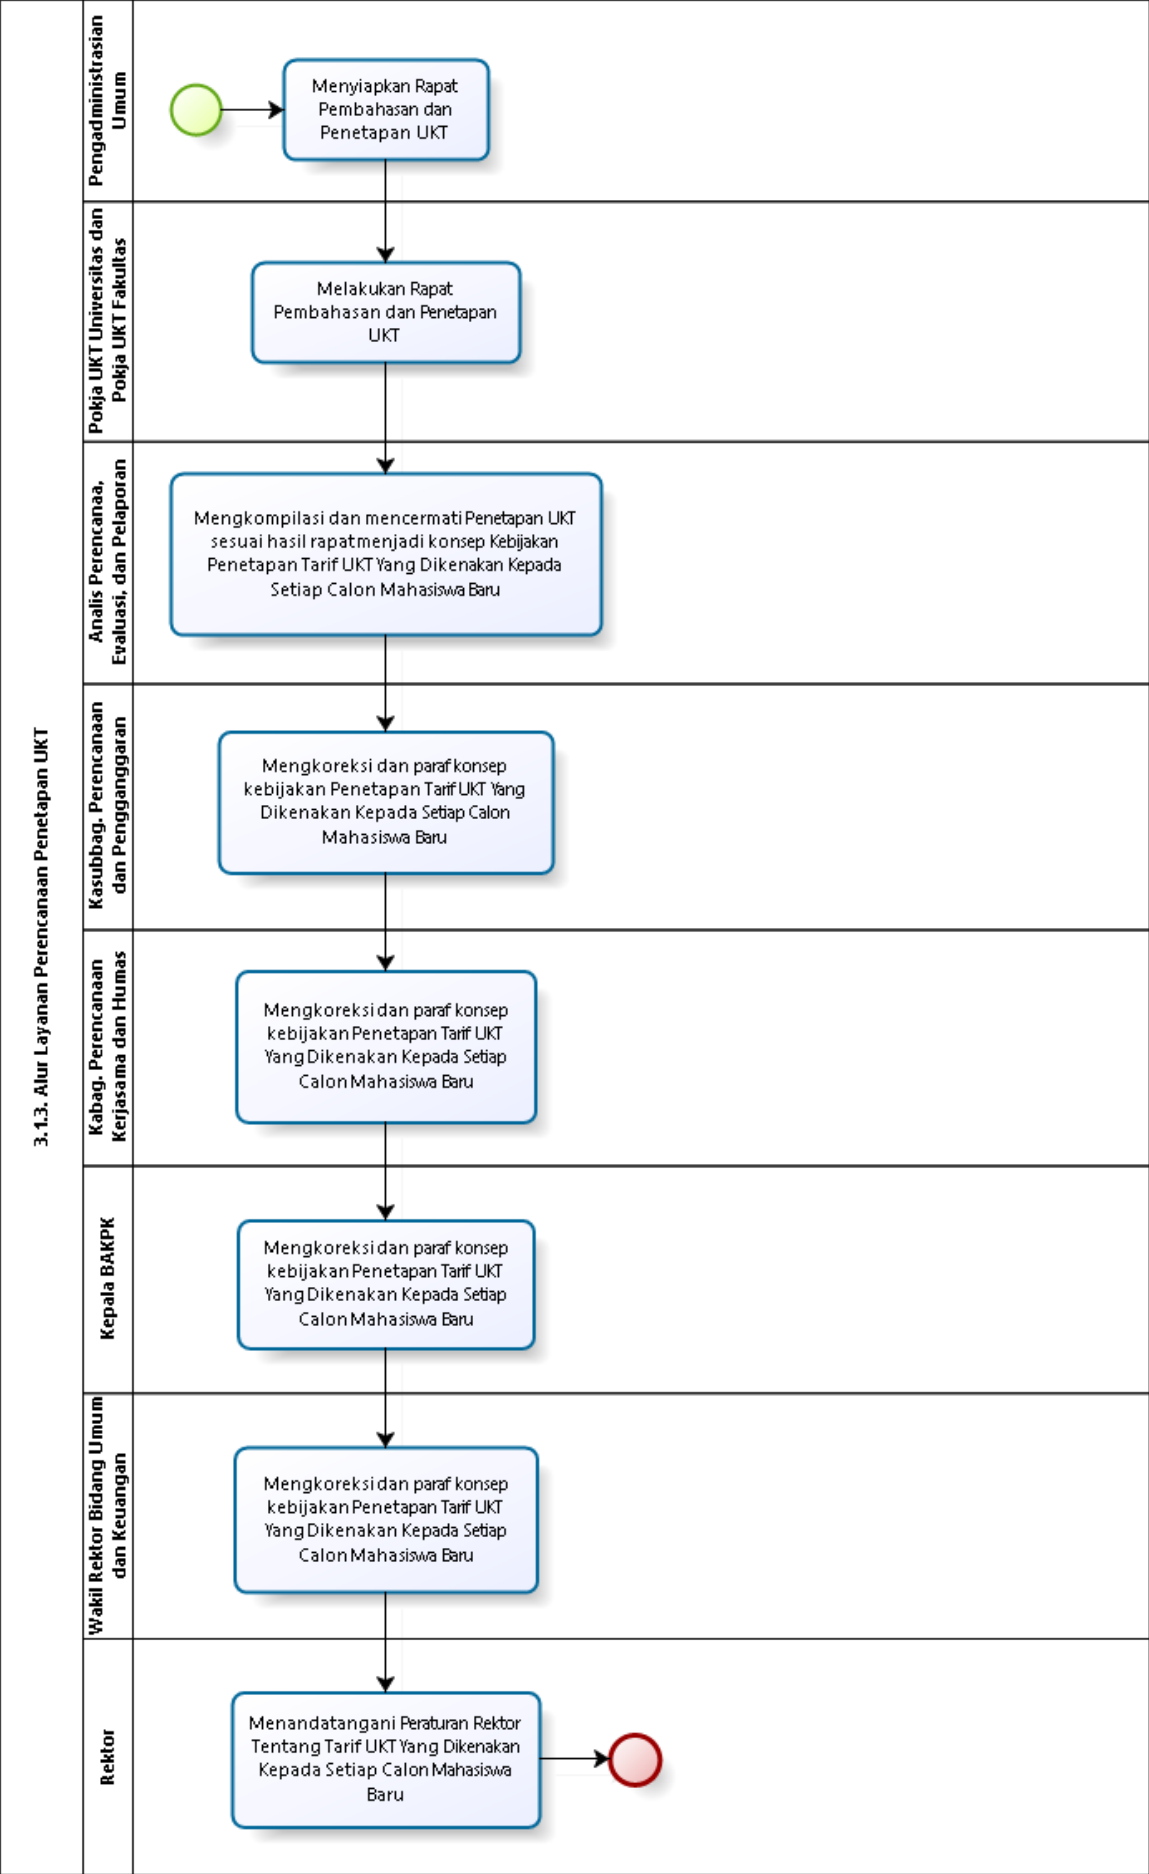 3.1.3. Alur Layanan Perencanaan Penetapan UKT
Pengadministrasian
Umum
Menyiapkan Rapat
Pembahasan dan
Penetapan UKT
Pokja UKT Universitas dan
Pokja UKT Fakultas
Melakukan Rapat
Pembahasan dan Penetapan
UKT
Analis Perencanaa,
Evaluasi, dan Pelaporan
Mengkompilasi dan mencermati Penetapan UKT
sesuai hasil rapat menjadi konsep Kebijakan
Penetapan Tarif UKT Yang Dikenakan Kepada
Setiap Calon Mahasiswa Baru
Kasubbag. Perencanaan
dan Pengganggaran
Mengkoreksi dan paraf konsep
kebijakan Penetapan Tarif UKT Yang
Dikenakan Kepada Setiap Calon
Mahasiswa Baru
Kabag. Perencanaan
Kerjasama dan Humas
Mengkoreksi dan paraf konsep
kebijakan Penetapan Tarif UKT
Yang Dikenakan Kepada Setiap
Calon Mahasiswa Baru
Kepala BAKPK
Mengkoreksi dan paraf konsep
kebijakan Penetapan Tarif UKT
Yang Dikenakan Kepada Setiap
Calon Mahasiswa Baru
Wakil Rektor Bidang Umum
dan Keuangan
Mengkoreksi dan paraf konsep
kebijakan Penetapan Tarif UKT
Yang Dikenakan Kepada Setiap
Calon Mahasiswa Baru
Rektor
Menandatangani Peraturan Rektor
Tentang Tarif UKT Yang Dikenakan
Kepada Setiap Calon Mahasiswa
Baru